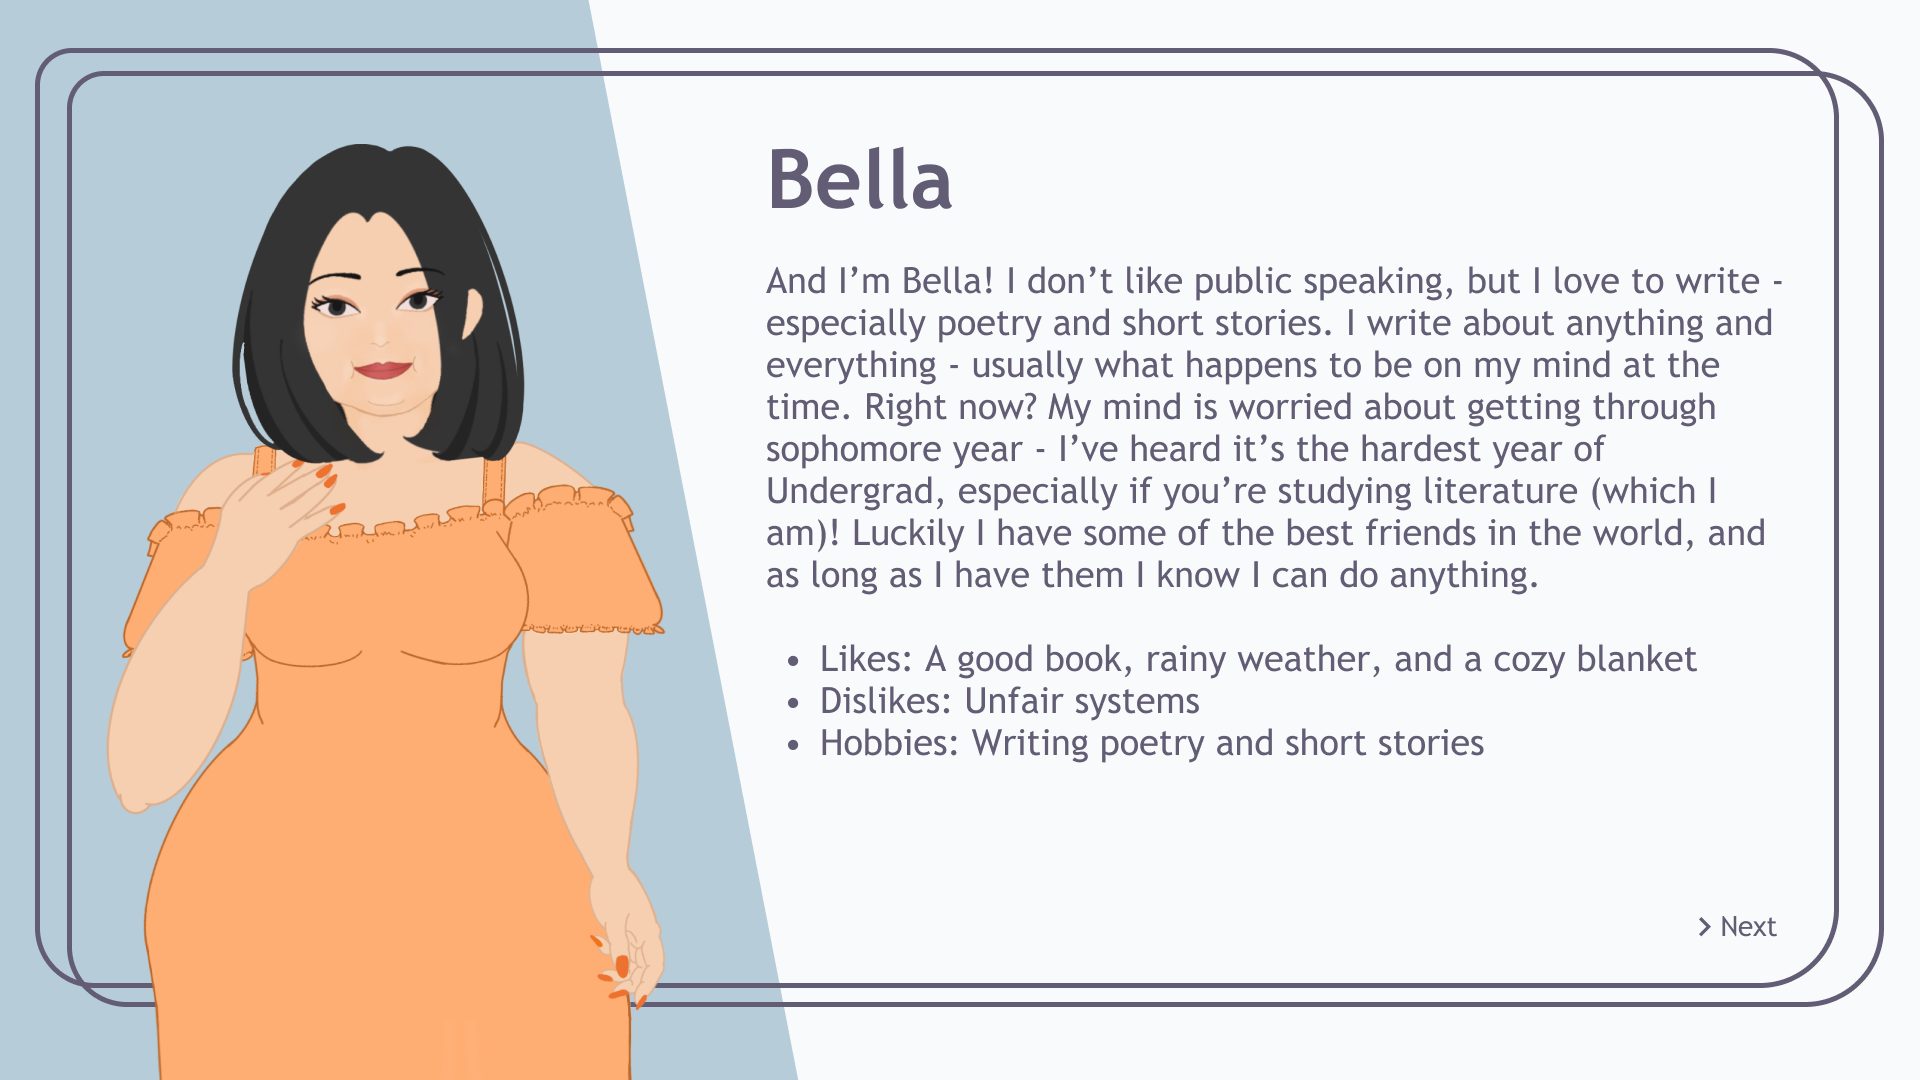 Bella
And I’m Bella! I don’t like public speaking, but I love to write -
especially poetry and short stories. I write about anything and
everything - usually what happens to be on my mind at the
time. Right now? My mind is worried about getting through
sophomore year - I’ve heard it’s the hardest year of
Undergrad, especially if you’re studying literature (which I
am)! Luckily I have some of the best friends in the world, and
as long as I have them I know I can do anything.
• Likes: A good book, rainy weather, and a cozy blanket
• Dislikes: Unfair systems
• Hobbies: Writing poetry and short stories
Next